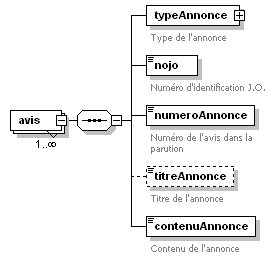 typeAnnonce
Type de l'annonce
nojo
Numéro d'identification J.O.
avis
1..∞
numeroAnnonce
Numéro de l'avis dans la
parution
titreAnnonce
Titre de l'annonce
contenuAnnonce
Contenu de l'annonce